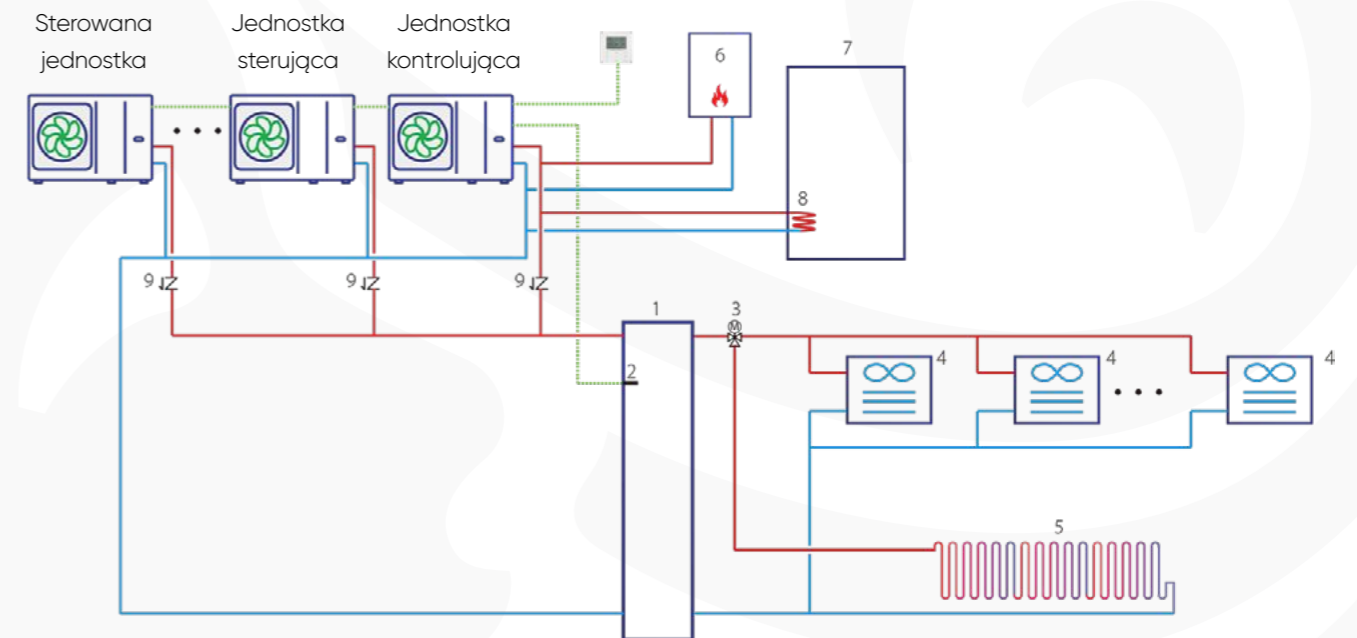 Sterowana
jednostka
Jednostka
sterująca
Jednostka
kontrolująca
6
7
8
9
9
9
1
3
2
4
4
4
5
M